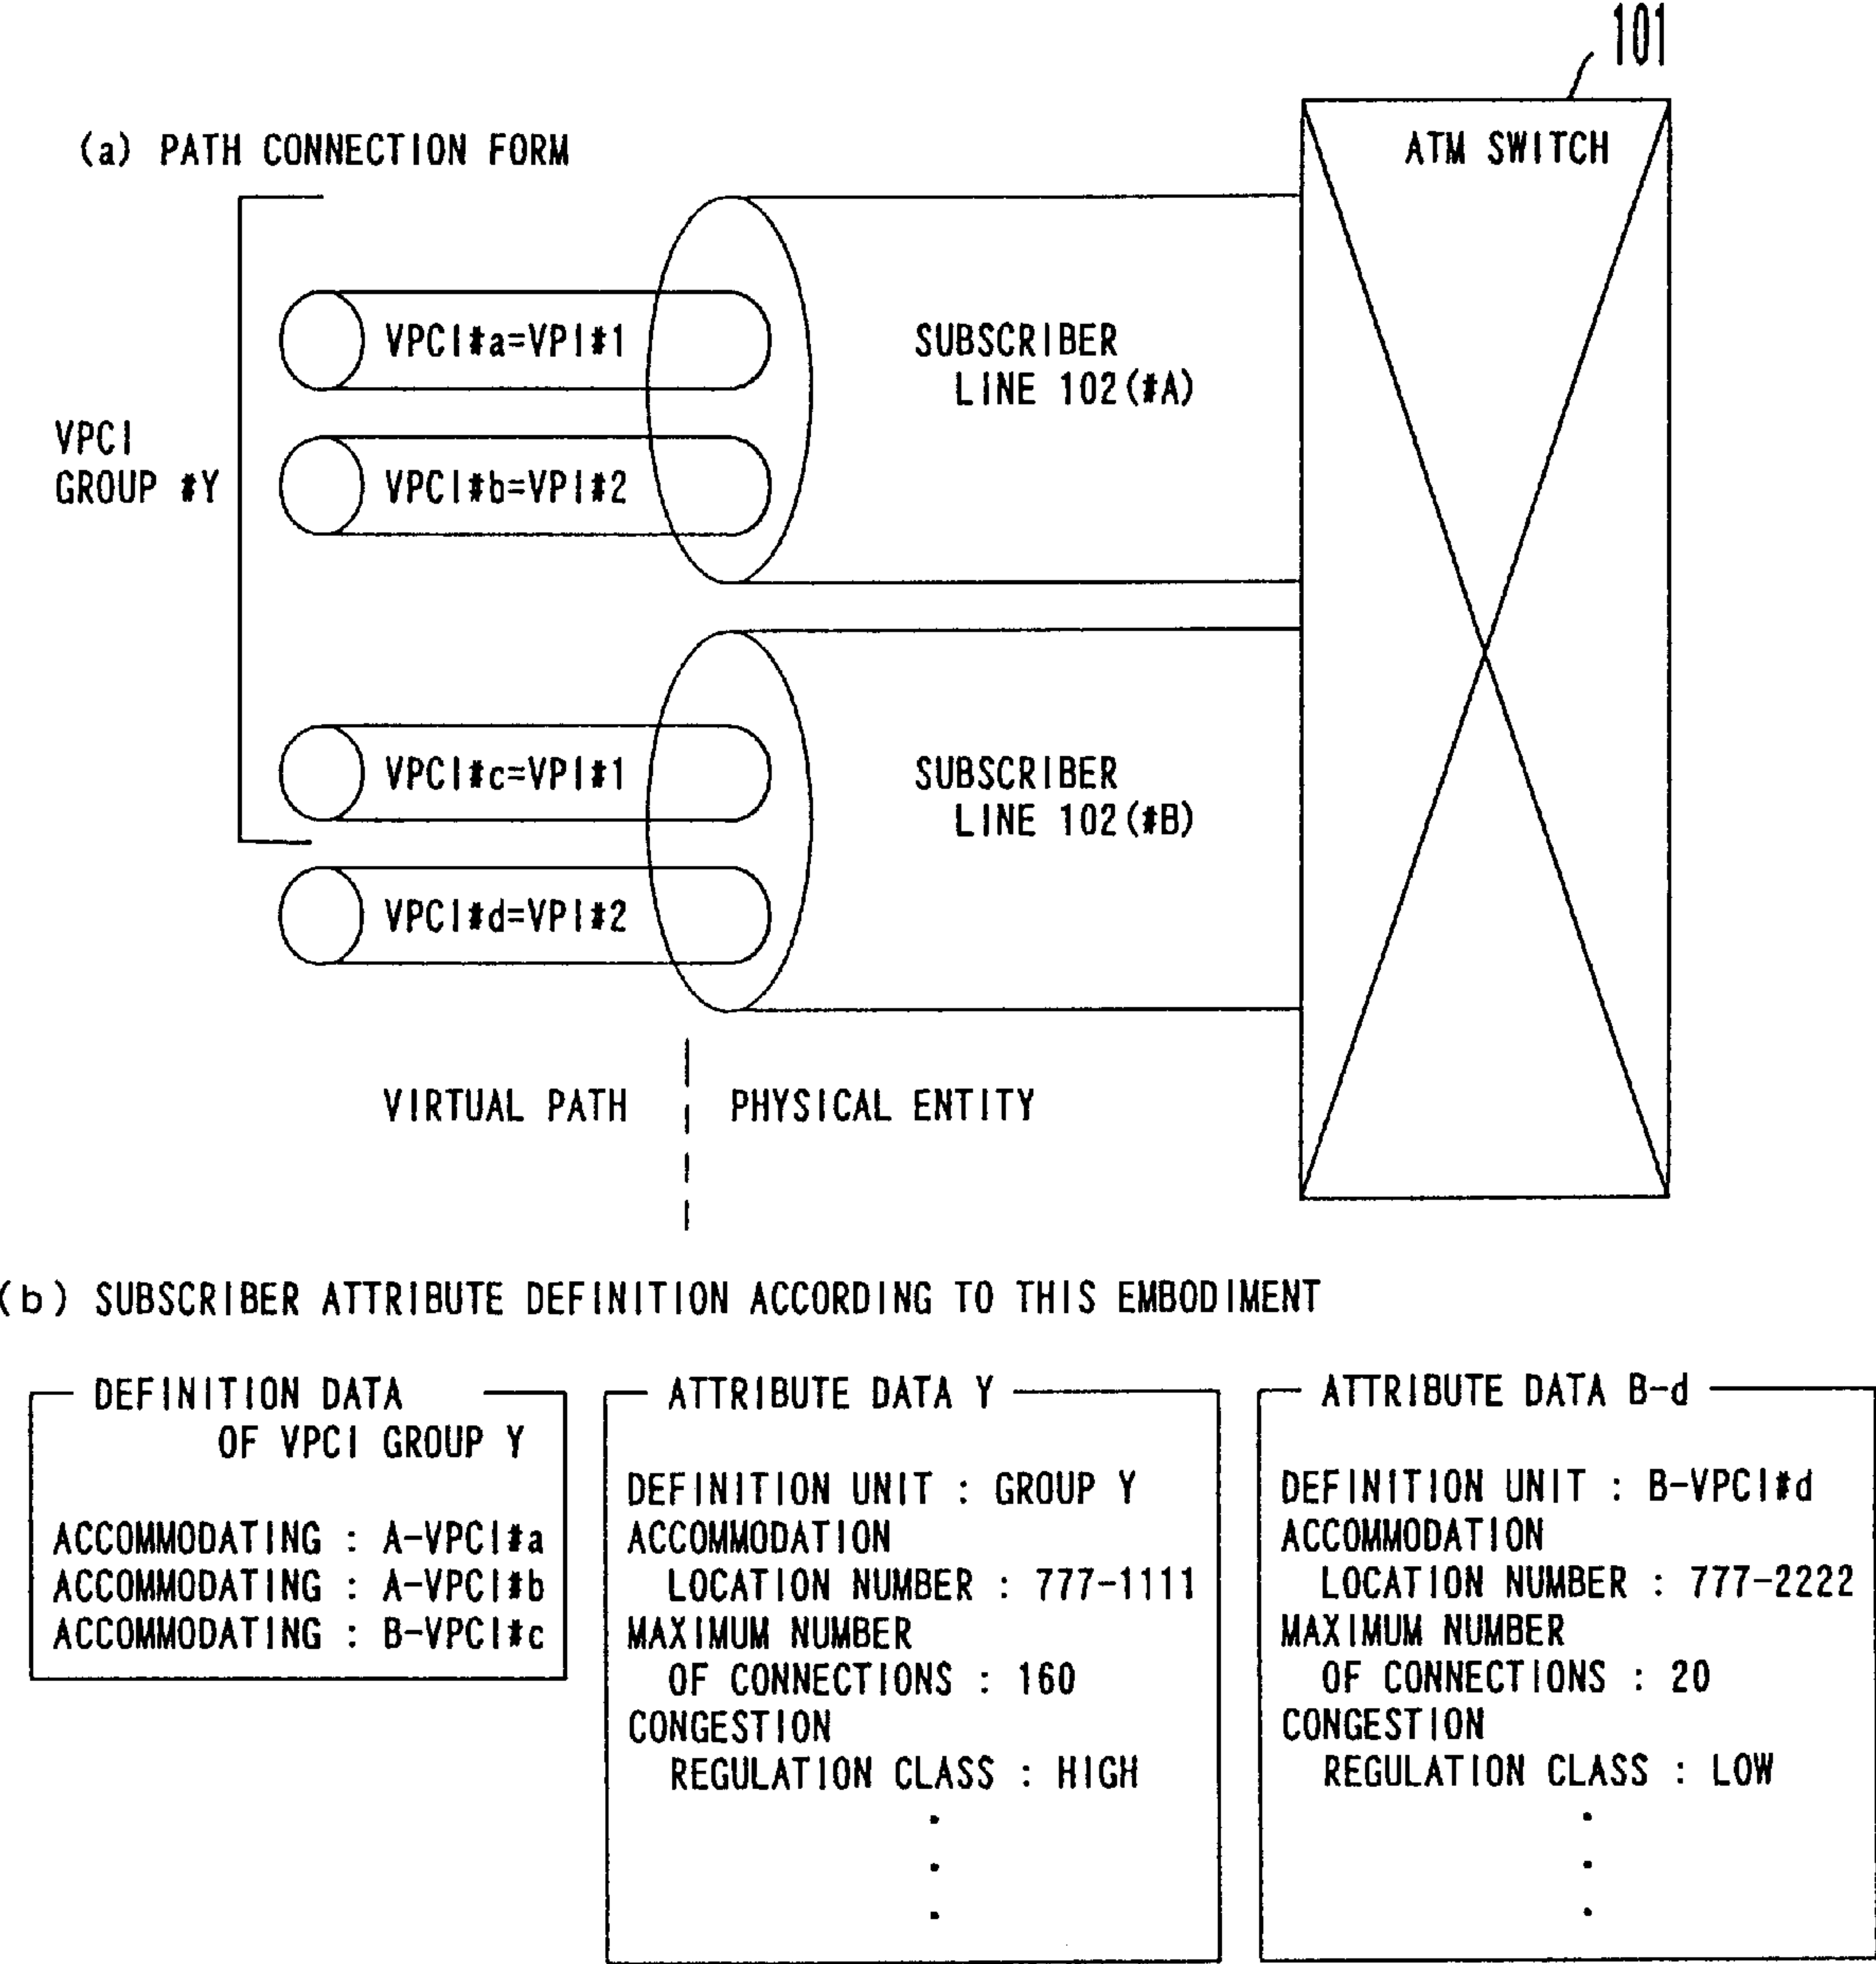 101
(a) PATH CONNECTION FORM
ATM SWITCH
VPCI#a=VPI#1
SUBSCRIBER
LINE 102(#A)
VPCI
GROUP #Y
VPCI#b=VPI#2
VPCI#c=VPI#1
SUBSCRIBER
LINE 102(#B)
VPCI#d=VPI#2
VIRTUAL PATH
PHYSICAL ENTITY
(b) SUBSCRIBER ATTRIBUTE DEFINITION ACCORDING TO THIS EMBODIMENT
DEFINITION DATA
OF VPCI GROUP Y
ACCOMMODATING : A-VPCI#a
ACCOMMODATING : A-VPCI#b
ACCOMMODATING : B-VPCI#c
ATTRIBUTE DATA Y
DEFINITION UNIT : GROUP Y
ACCOMMODATION
LOCATION NUMBER : 777-1111
MAXIMUM NUMBER
OF CONNECTIONS : 160
CONGESTION
REGULATION CLASS : HIGH
ATTRIBUTE DATA B-d
DEFINITION UNIT : B-VPCI#d
ACCOMMODATION
LOCATION NUMBER : 777-2222
MAXIMUM NUMBER
OF CONNECTIONS : 20
CONGESTION
REGULATION CLASS : LOW